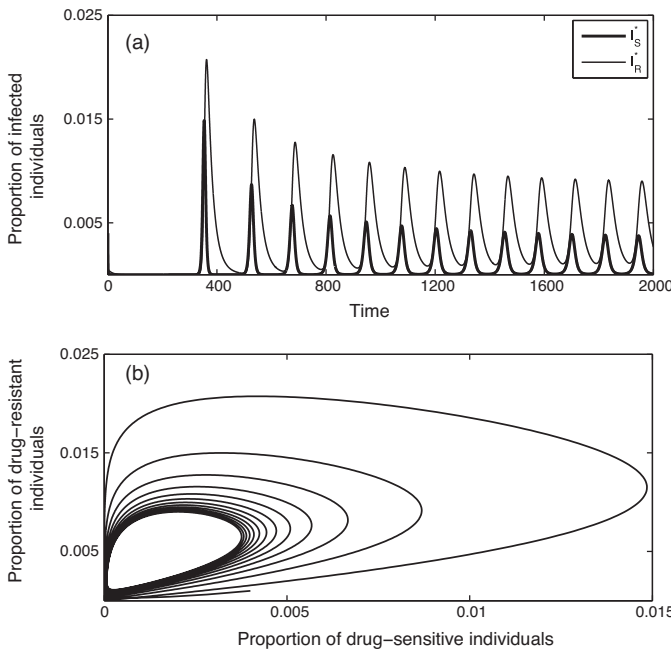 (a)
I*S
I*R
Proportion of infected
individuals
0.025
0.015
0.005
0
400
800
1200
1600
2000
Time
(b)
Proportion of drug-resistant
individuals
0.025
0.015
0.005
0
0.005
0.01
0.015
Proportion of drug-sensitive individuals